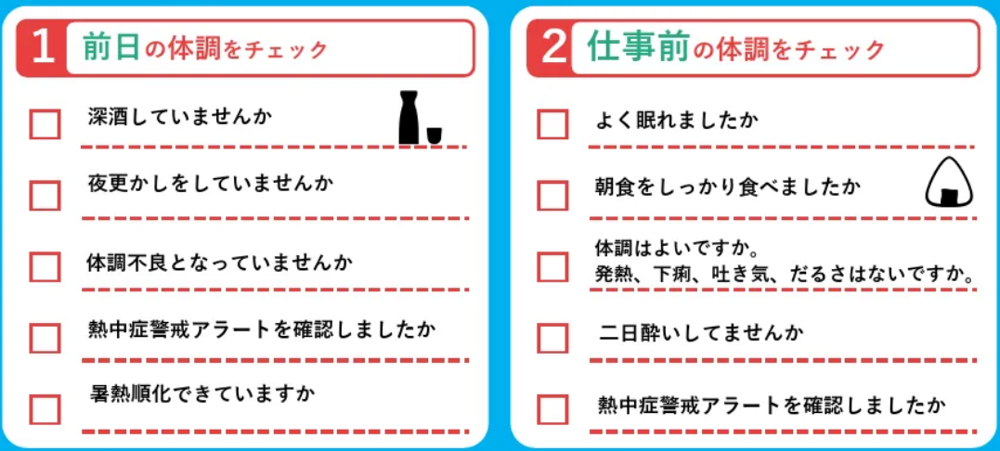 1 前日の体調をチェック
深酒していませんか
夜更かしをしていませんか
体調不良となっていませんか
熱中症警戒アラートを確認しましたか
暑熱順化できていますか
2 仕事前の体調をチェック
よく眠れましたか
朝食をしっかり食べましたか
体調はよいですか。
発熱、下痢、吐き気、だるさはないですか。
二日酔いしてませんか
熱中症警戒アラートを確認しましたか